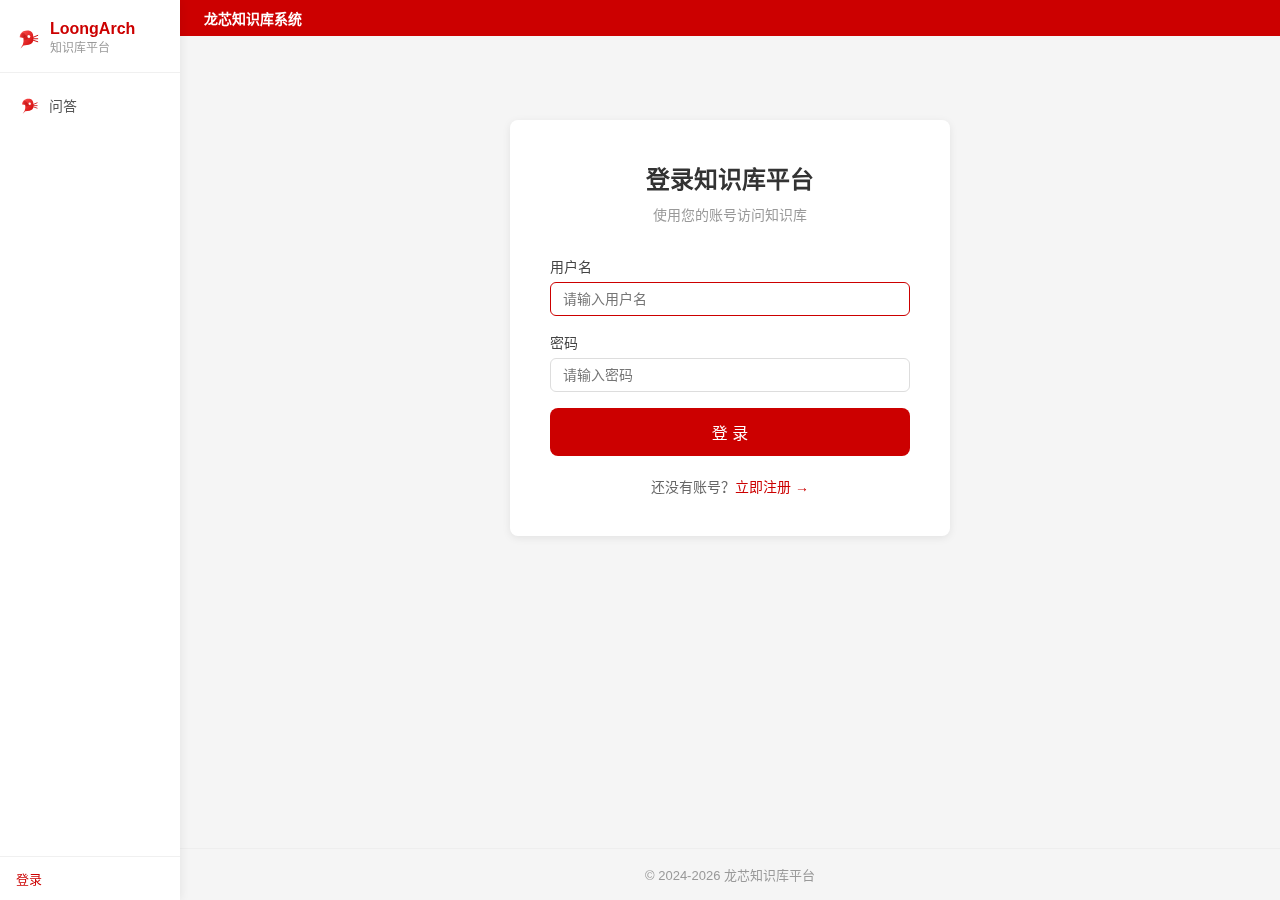 LoongArch
知识库平台
问答
登录
龙芯知识库系统
登录知识库平台
使用您的账号访问知识库
用户名
请输入用户名
密码
请输入密码
登 录
还没有账号? 立即注册 →
© 2024-2026 龙芯知识库平台